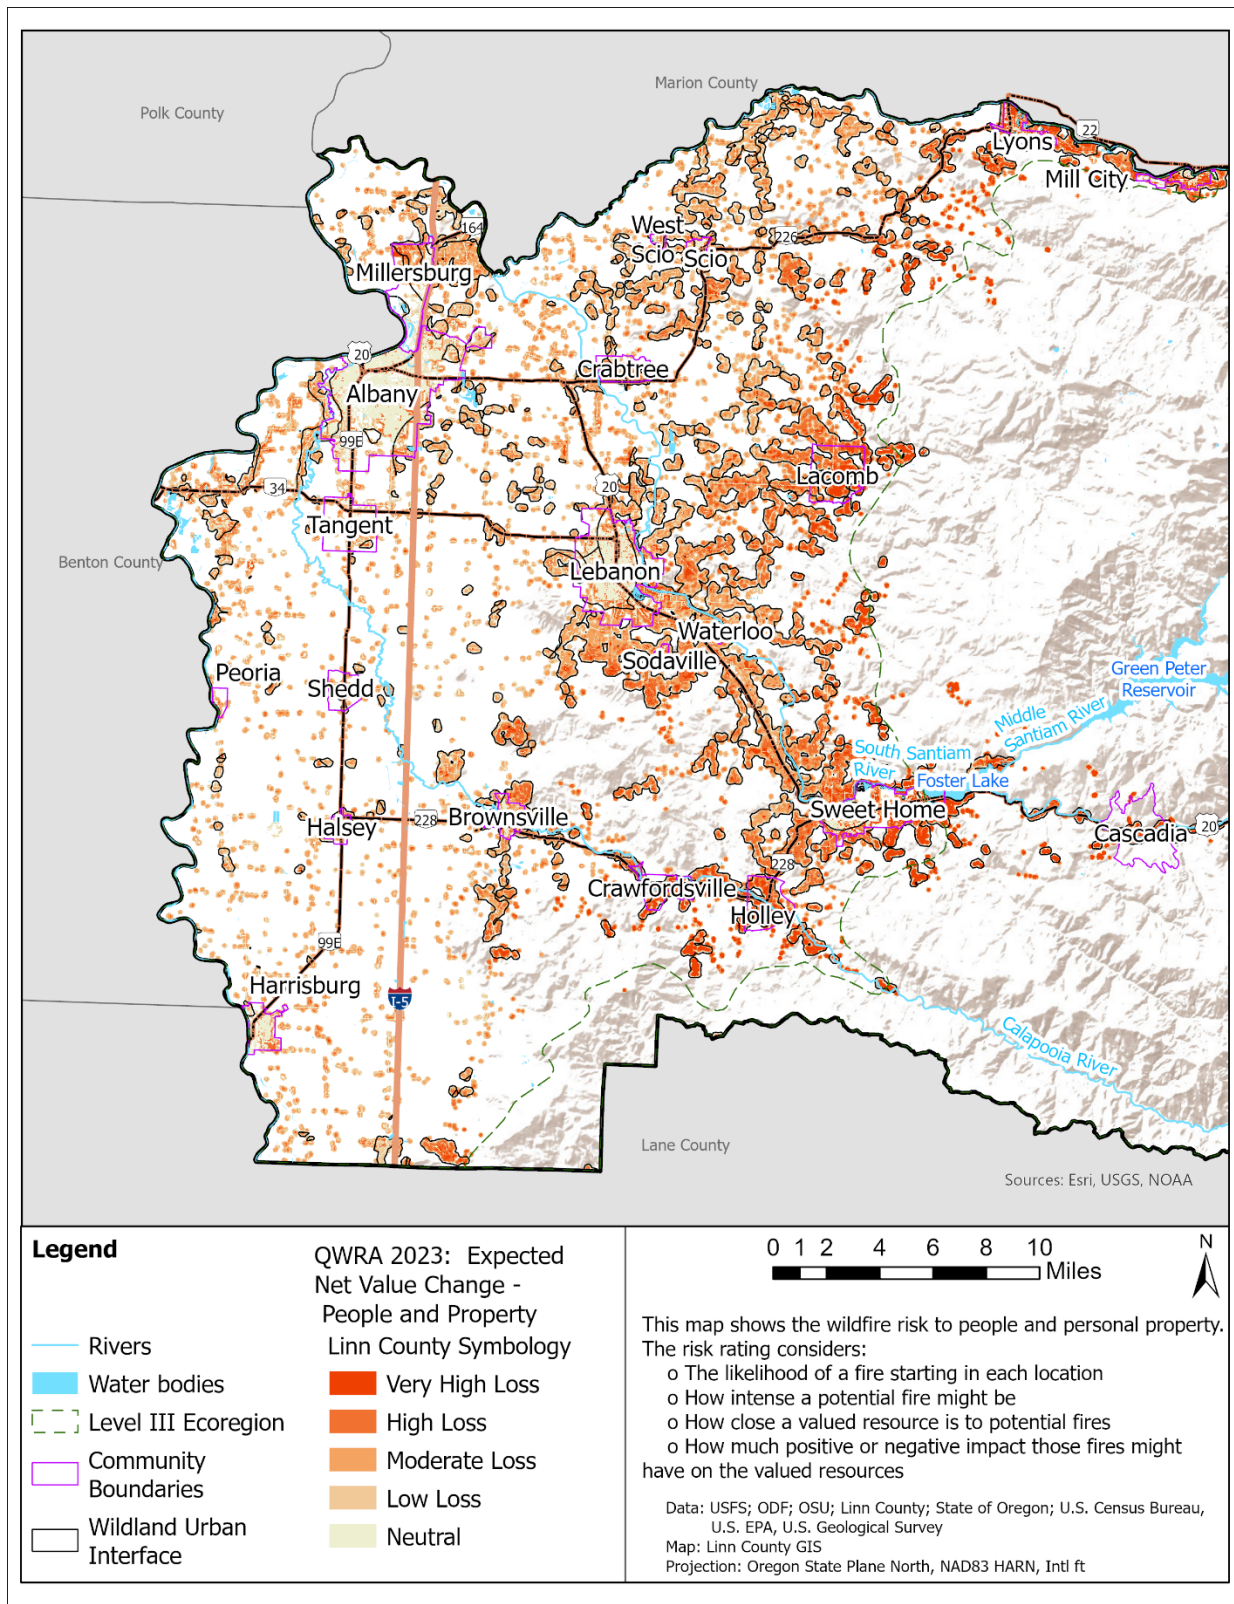 Polk County
Marion County
22
Lyons
Mill City
164
West
Scio
Scio
226
Millersburg
20
Crabtree
Albany
99E
Lacomb
34
20
Tangent
Benton County
Lebanon
Waterloo
Sodaville
Peoria
Shedd
Green Peter
Reservoir
Middle
Santiam River
South Santiam
River
Foster Lake
Sweet Home
Brownsville
228
Halsey
Cascadia
20
228
Crawfordsville
Holley
99E
Harrisburg
I-5
Calapooia River
Lane County
Sources: Esri, USGS, NOAA
Legend
Rivers
Water bodies
Level III Ecoregion
Community
Boundaries
Wildland Urban
Interface
QWRA 2023: Expected
Net Value Change -
People and Property
Linn County Symbology
Very High Loss
High Loss
Moderate Loss
Low Loss
Neutral
0 1 2 4 6 8 10
Miles
N
This map shows the wildfire risk to people and personal property.
The risk rating considers:
o The likelihood of a fire starting in each location
o How intense a potential fire might be
o How close a valued resource is to potential fires
o How much positive or negative impact those fires might
have on the valued resources
Data: USFS; ODF; OSU; Linn County; State of Oregon; U.S. Census Bureau,
U.S. EPA, U.S. Geological Survey
Map: Linn County GIS
Projection: Oregon State Plane North, NAD83 HARN, Intl ft